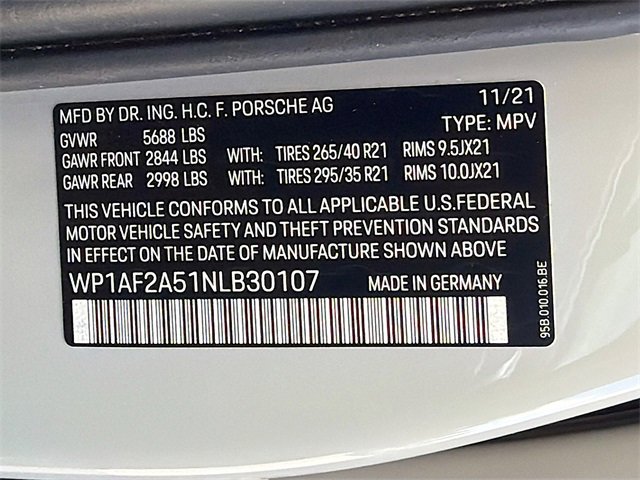 MFD BY DR. ING. H.C. F. PORSCHE AG 11/21
GVWR 5688 LBS TYPE: MPV
GAWR FRONT 2844 LBS WITH: TIRES 265/40 R21 RIMS 9.5JX21
GAWR REAR 2998 LBS WITH: TIRES 295/35 R21 RIMS 10.0JX21
THIS VEHICLE CONFORMS TO ALL APPLICABLE U.S.FEDERAL
MOTOR VEHICLE SAFETY AND THEFT PREVENTION STANDARDS
IN EFFECT ON THE DATE OF MANUFACTURE SHOWN ABOVE
WP1AF2A51NLB30107 MADE IN GERMANY
95B.010.016.BE